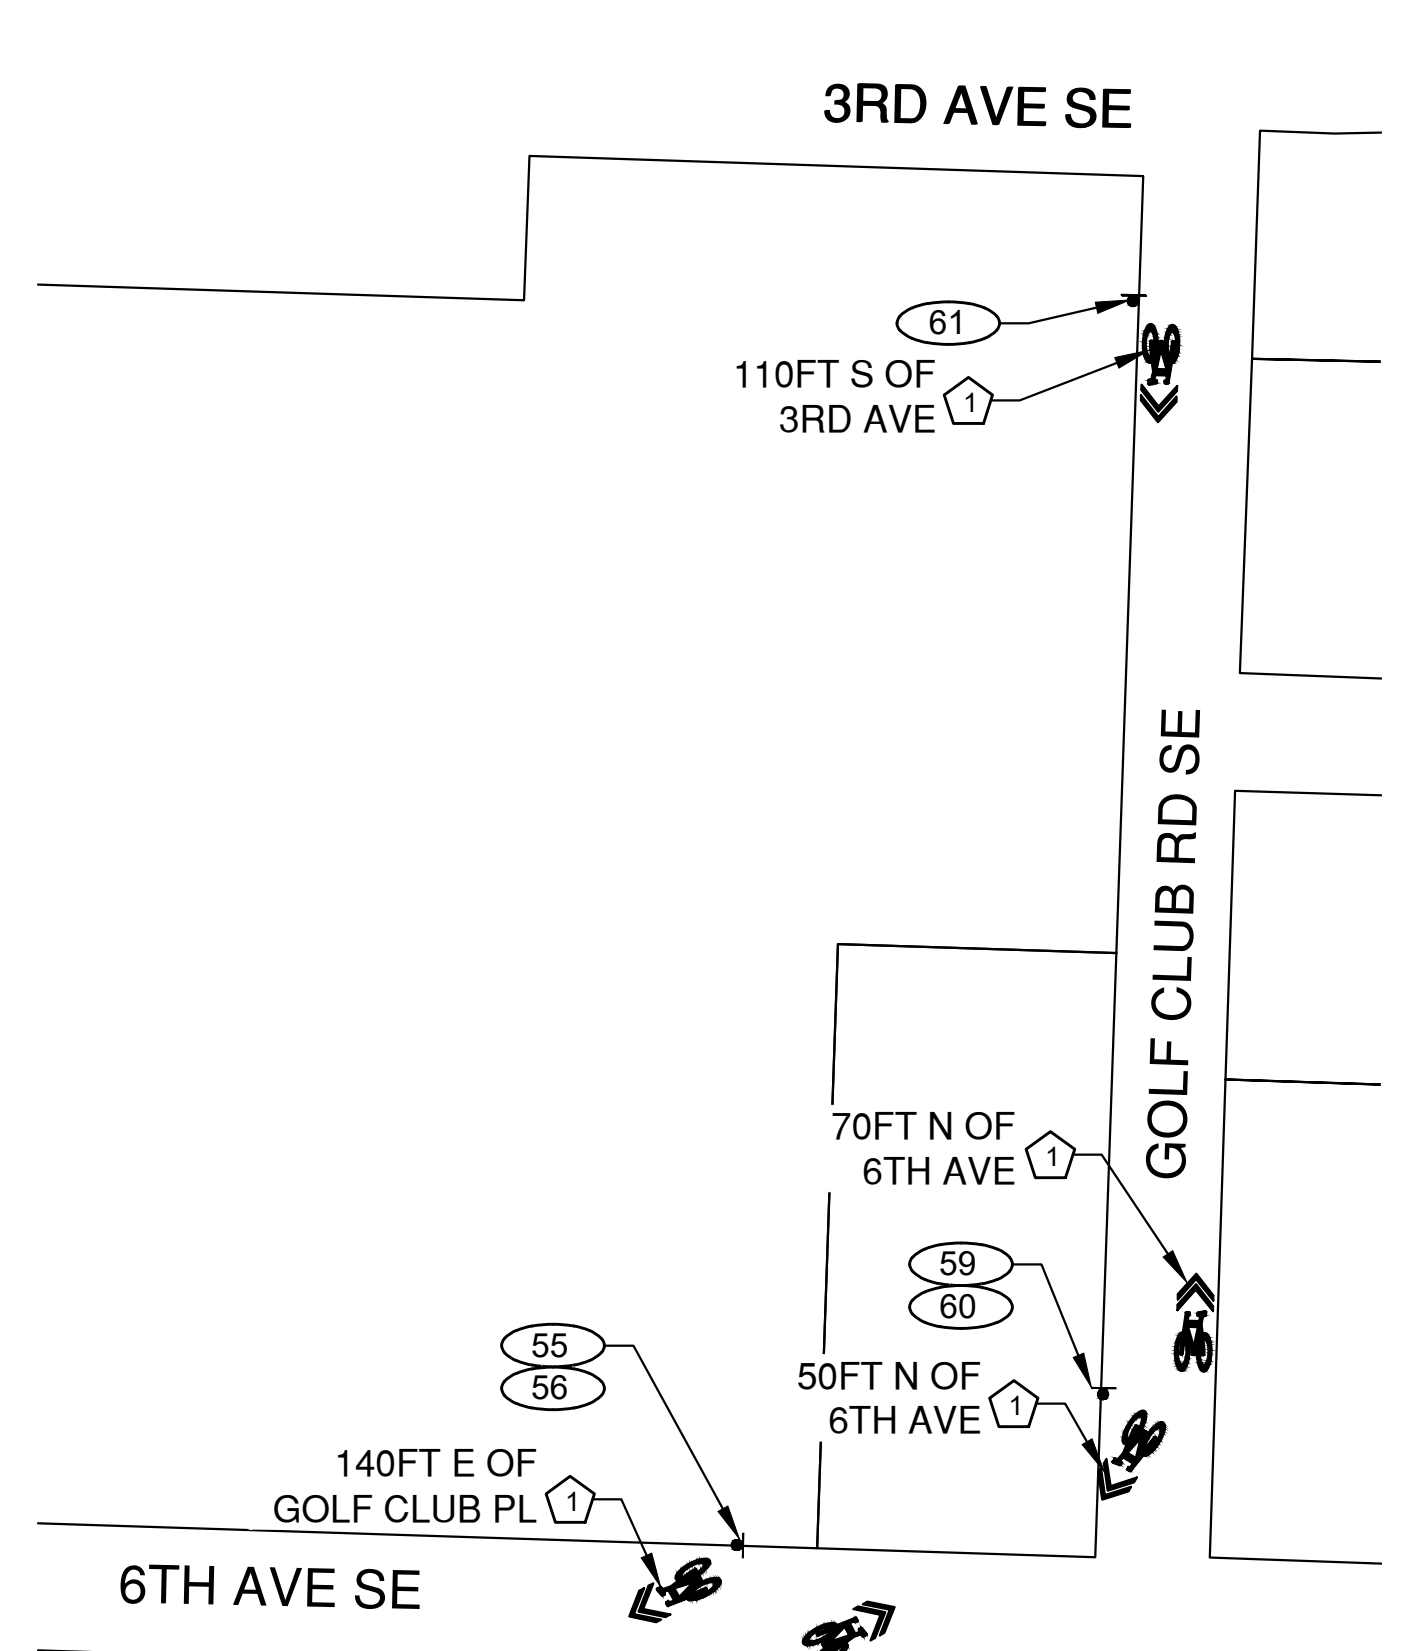 3RD AVE SE
61
110FT S OF
3RD AVE
1
GOLF CLUB RD SE
70FT N OF
6TH AVE
1
59
60
55
56
50FT N OF
6TH AVE
1
140FT E OF
GOLF CLUB PL
1
6TH AVE SE